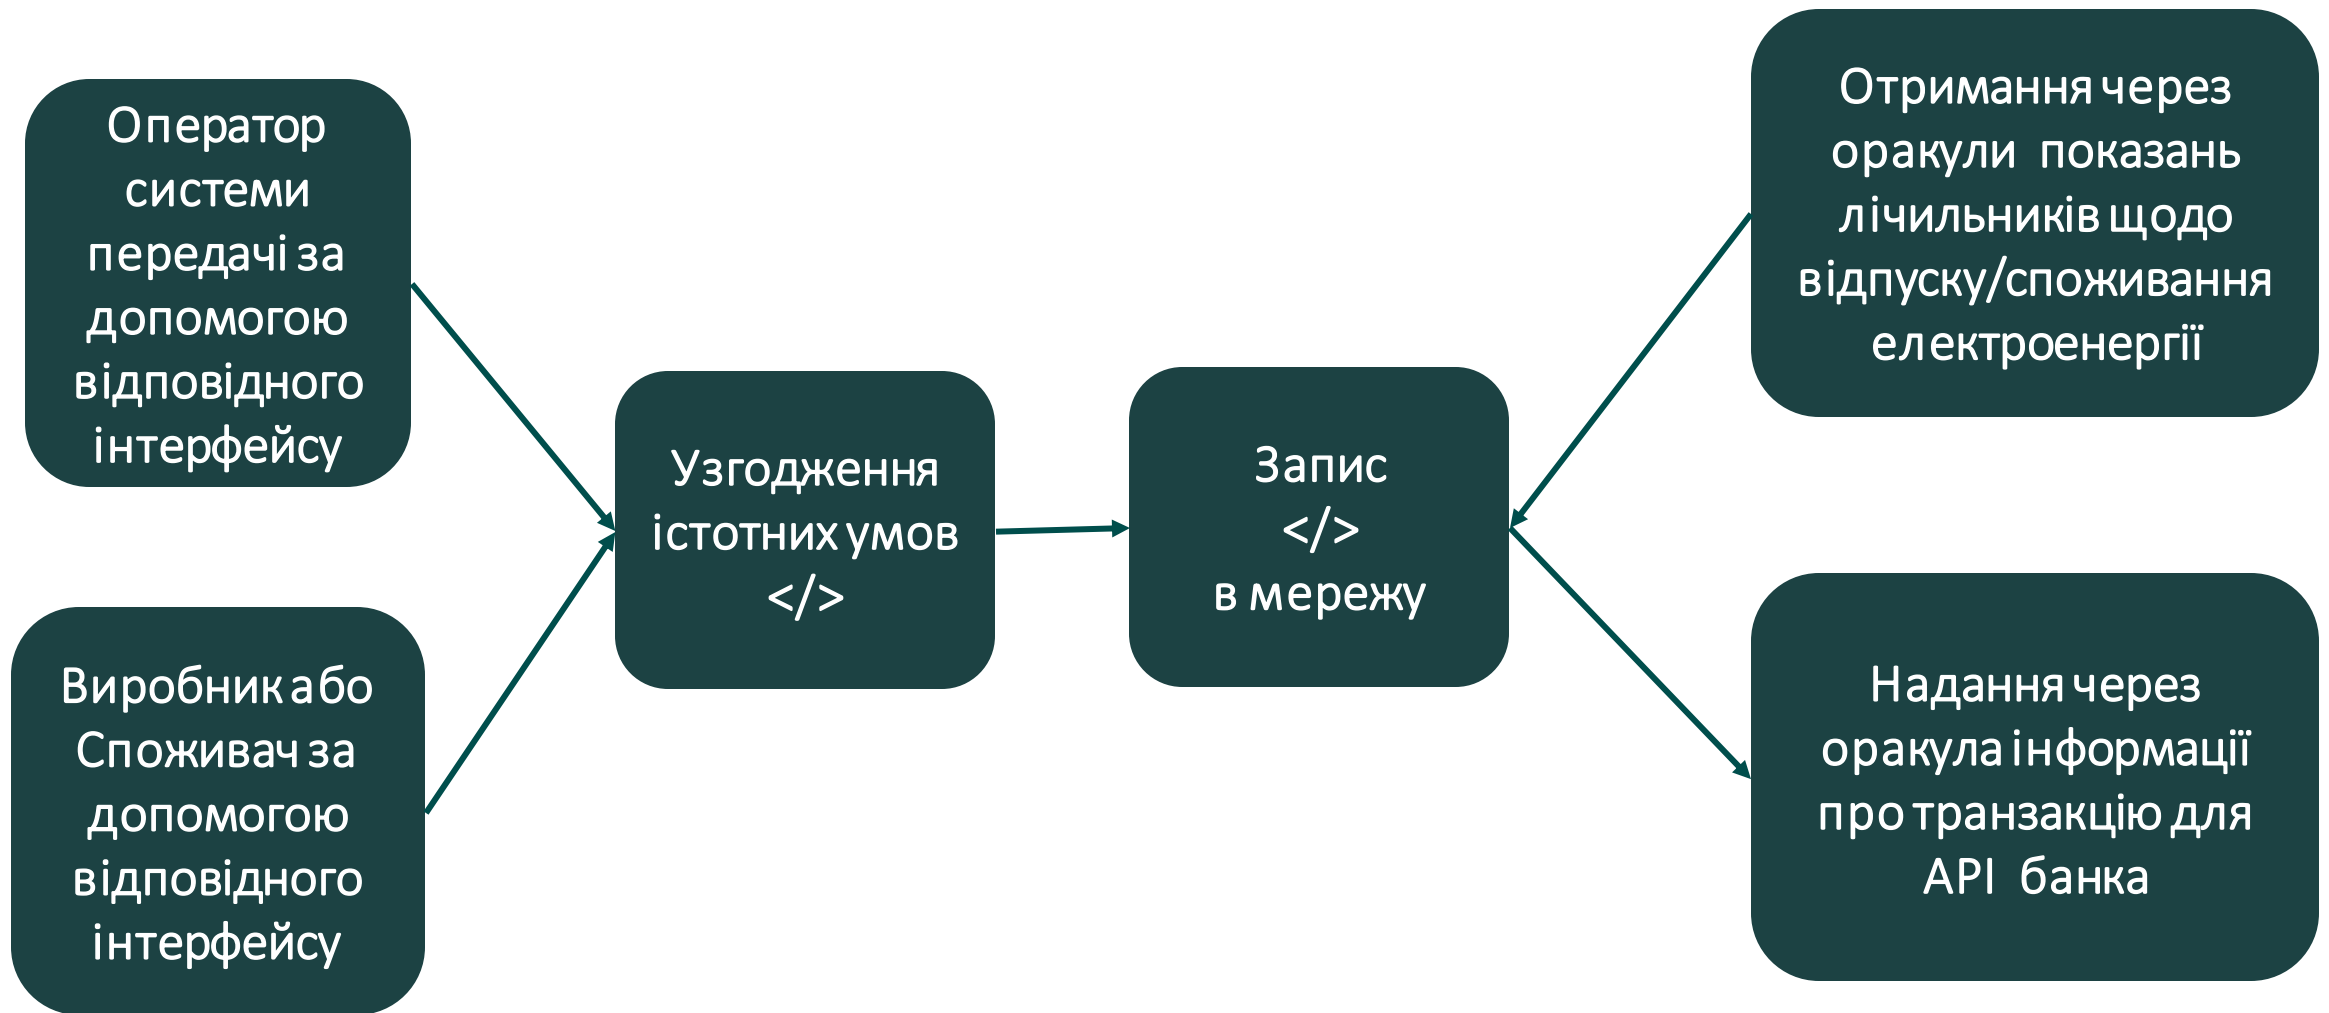 Оператор
системи
передачі за
допомогою
відповідного
інтерфейсу
Виробник або
Споживач за
допомогою
відповідного
інтерфейсу
Узгодження
істотних умов
</>
Запис
</>
в мережу
Отримання через
оракули показань
лічильників щодо
відпуску/споживання
електроенергії
Надання через
оракула інформації
про транзакцію для
АРІ банка